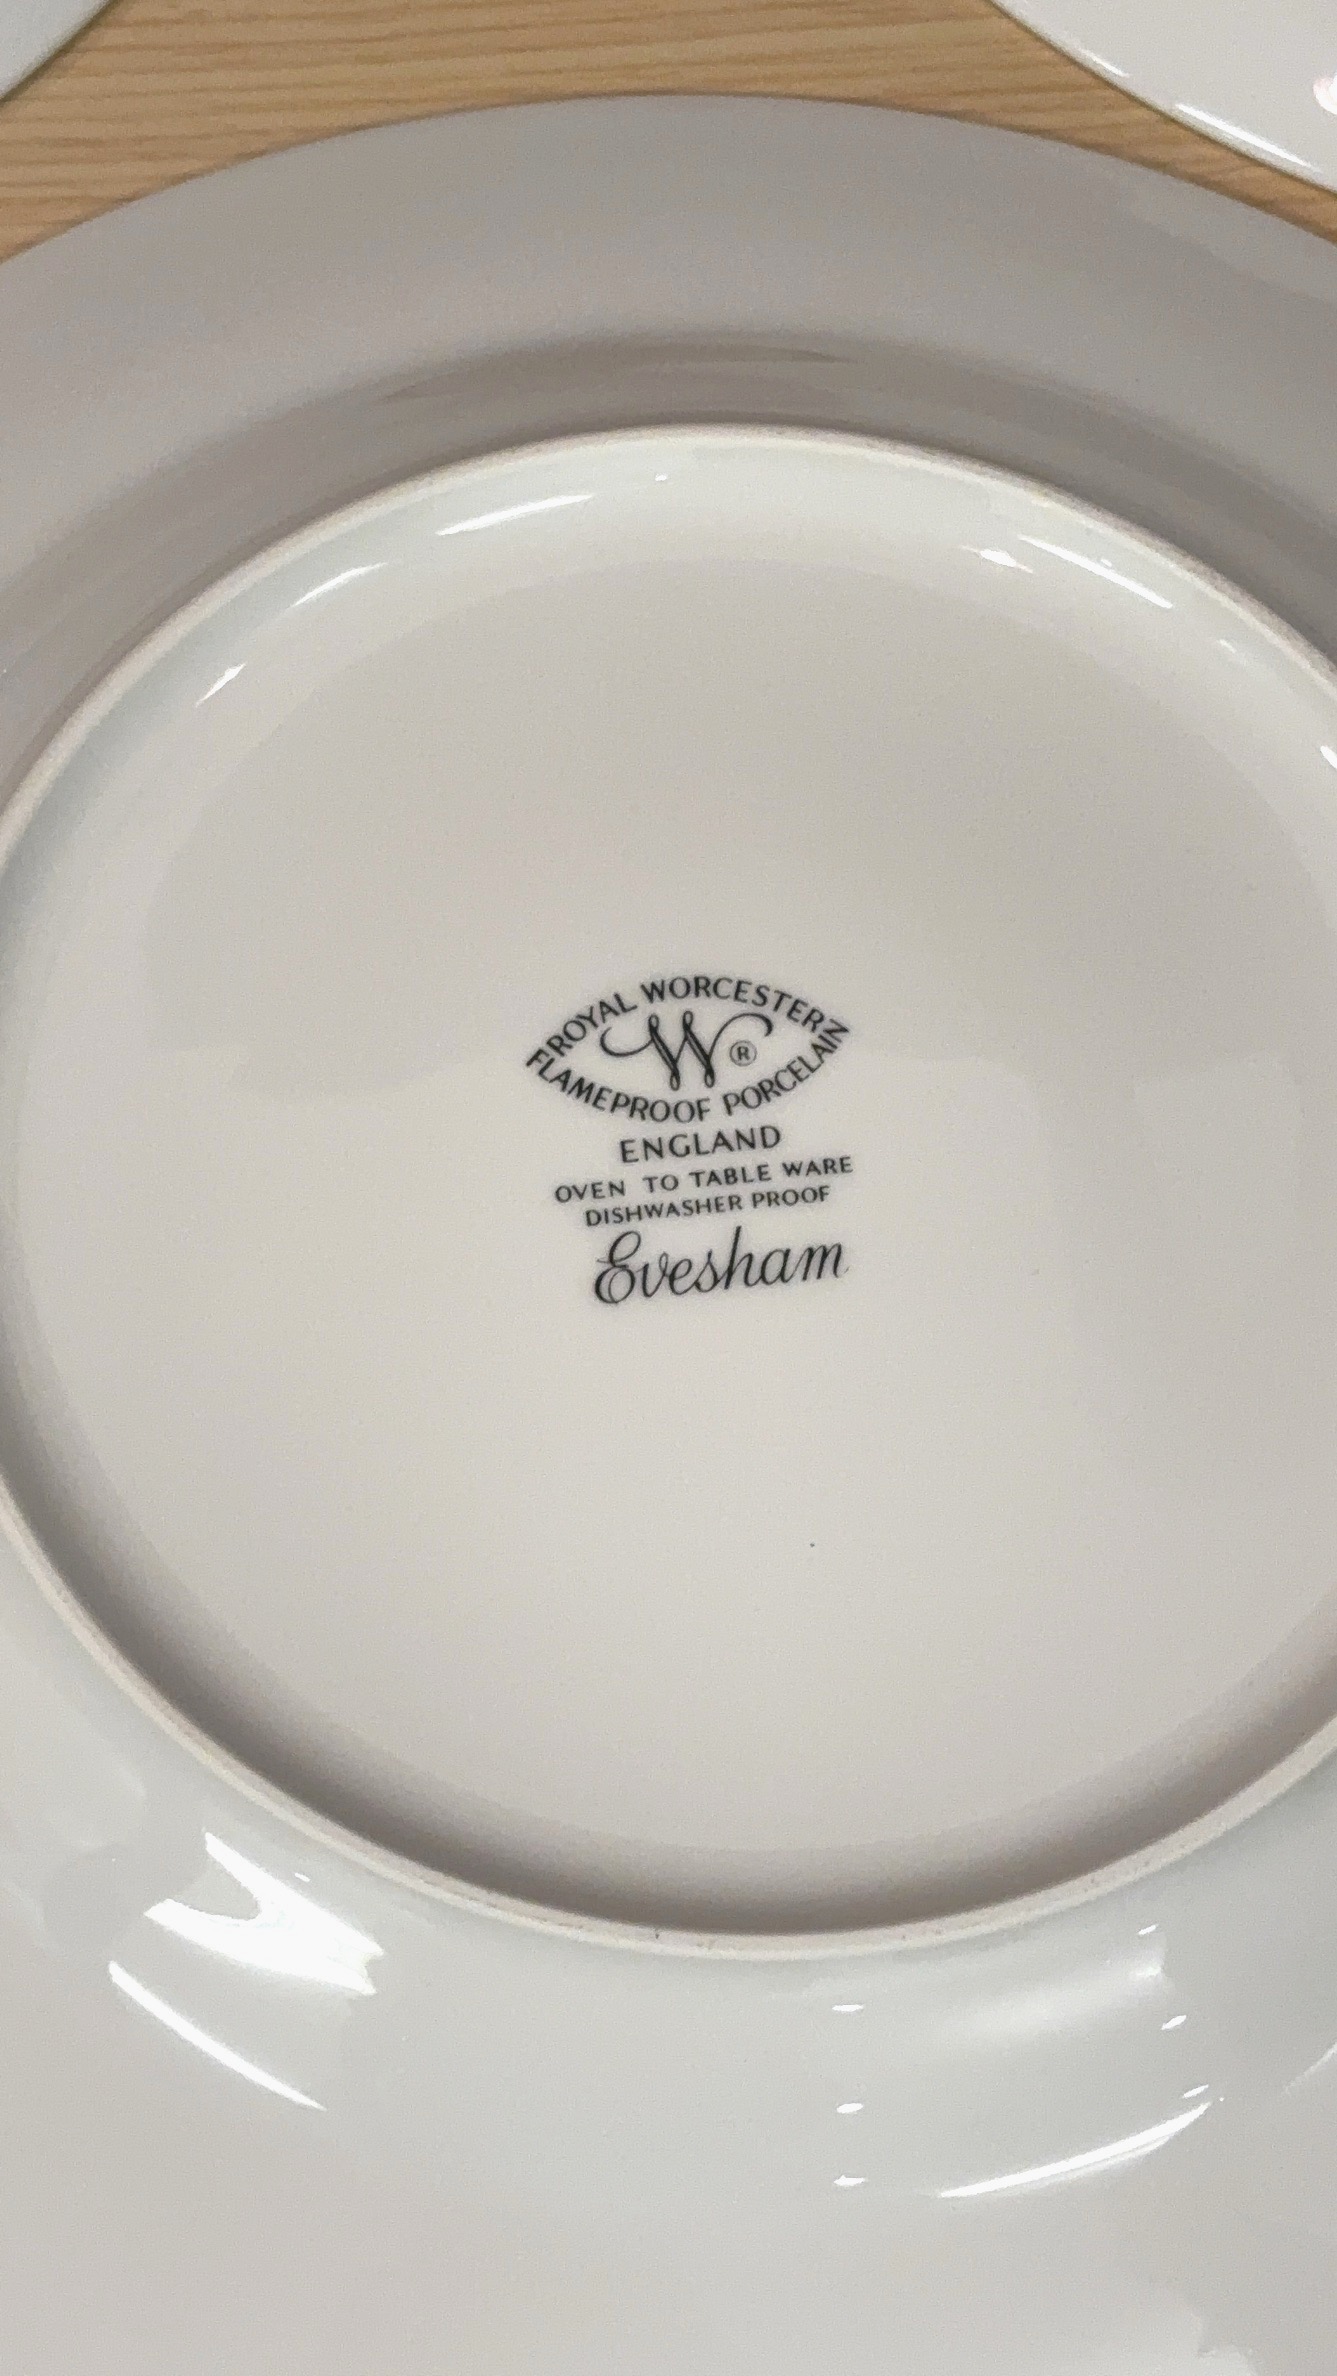 ROYAL WORCESTER
W ®
FLAMEPROOF PORCELAIN
ENGLAND
OVEN TO TABLE WARE
DISHWASHER PROOF
Evesham